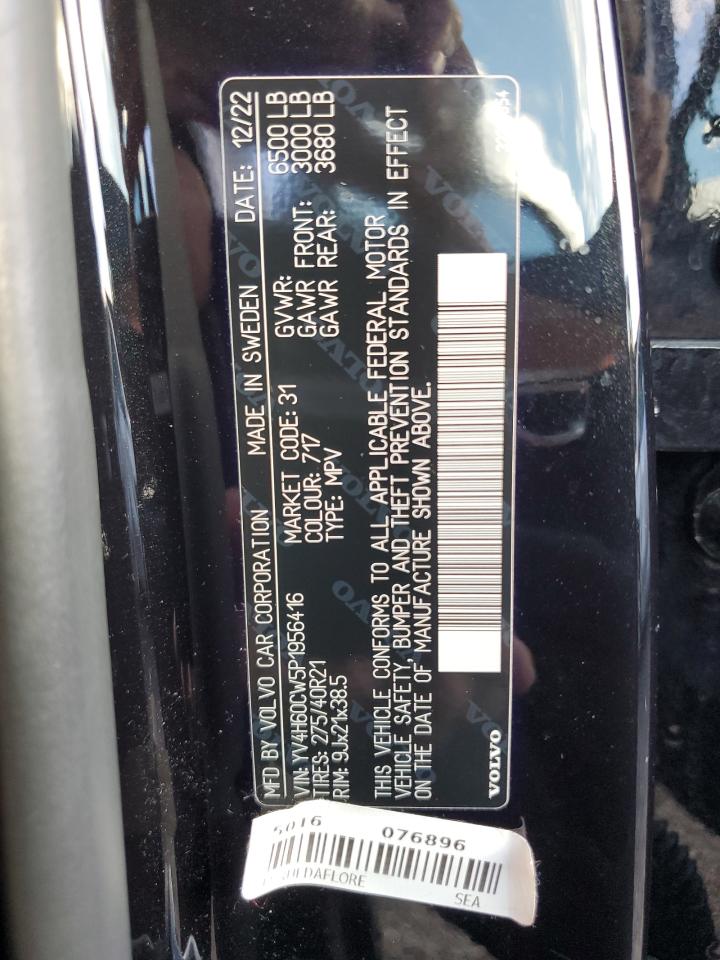 MFD BY VOLVO CAR CORPORATION MADE IN SWEDEN DATE: 12/22
VIN: YV4H60CW5P1956416 GVWR: 6500 LB
TIRES: 275/40R21 MARKET CODE: 31 GAWR FRONT: 3000 LB
RIM: 9Jx21x38.5 COLOUR: 717 GAWR REAR: 3680 LB
TYPE: MPV
THIS VEHICLE CONFORMS TO ALL APPLICABLE FEDERAL MOTOR
VEHICLE SAFETY, BUMPER AND THEFT PREVENTION STANDARDS IN EFFECT
ON THE DATE OF MANUFACTURE SHOWN ABOVE.
VOLVO
5016 076896
SEA